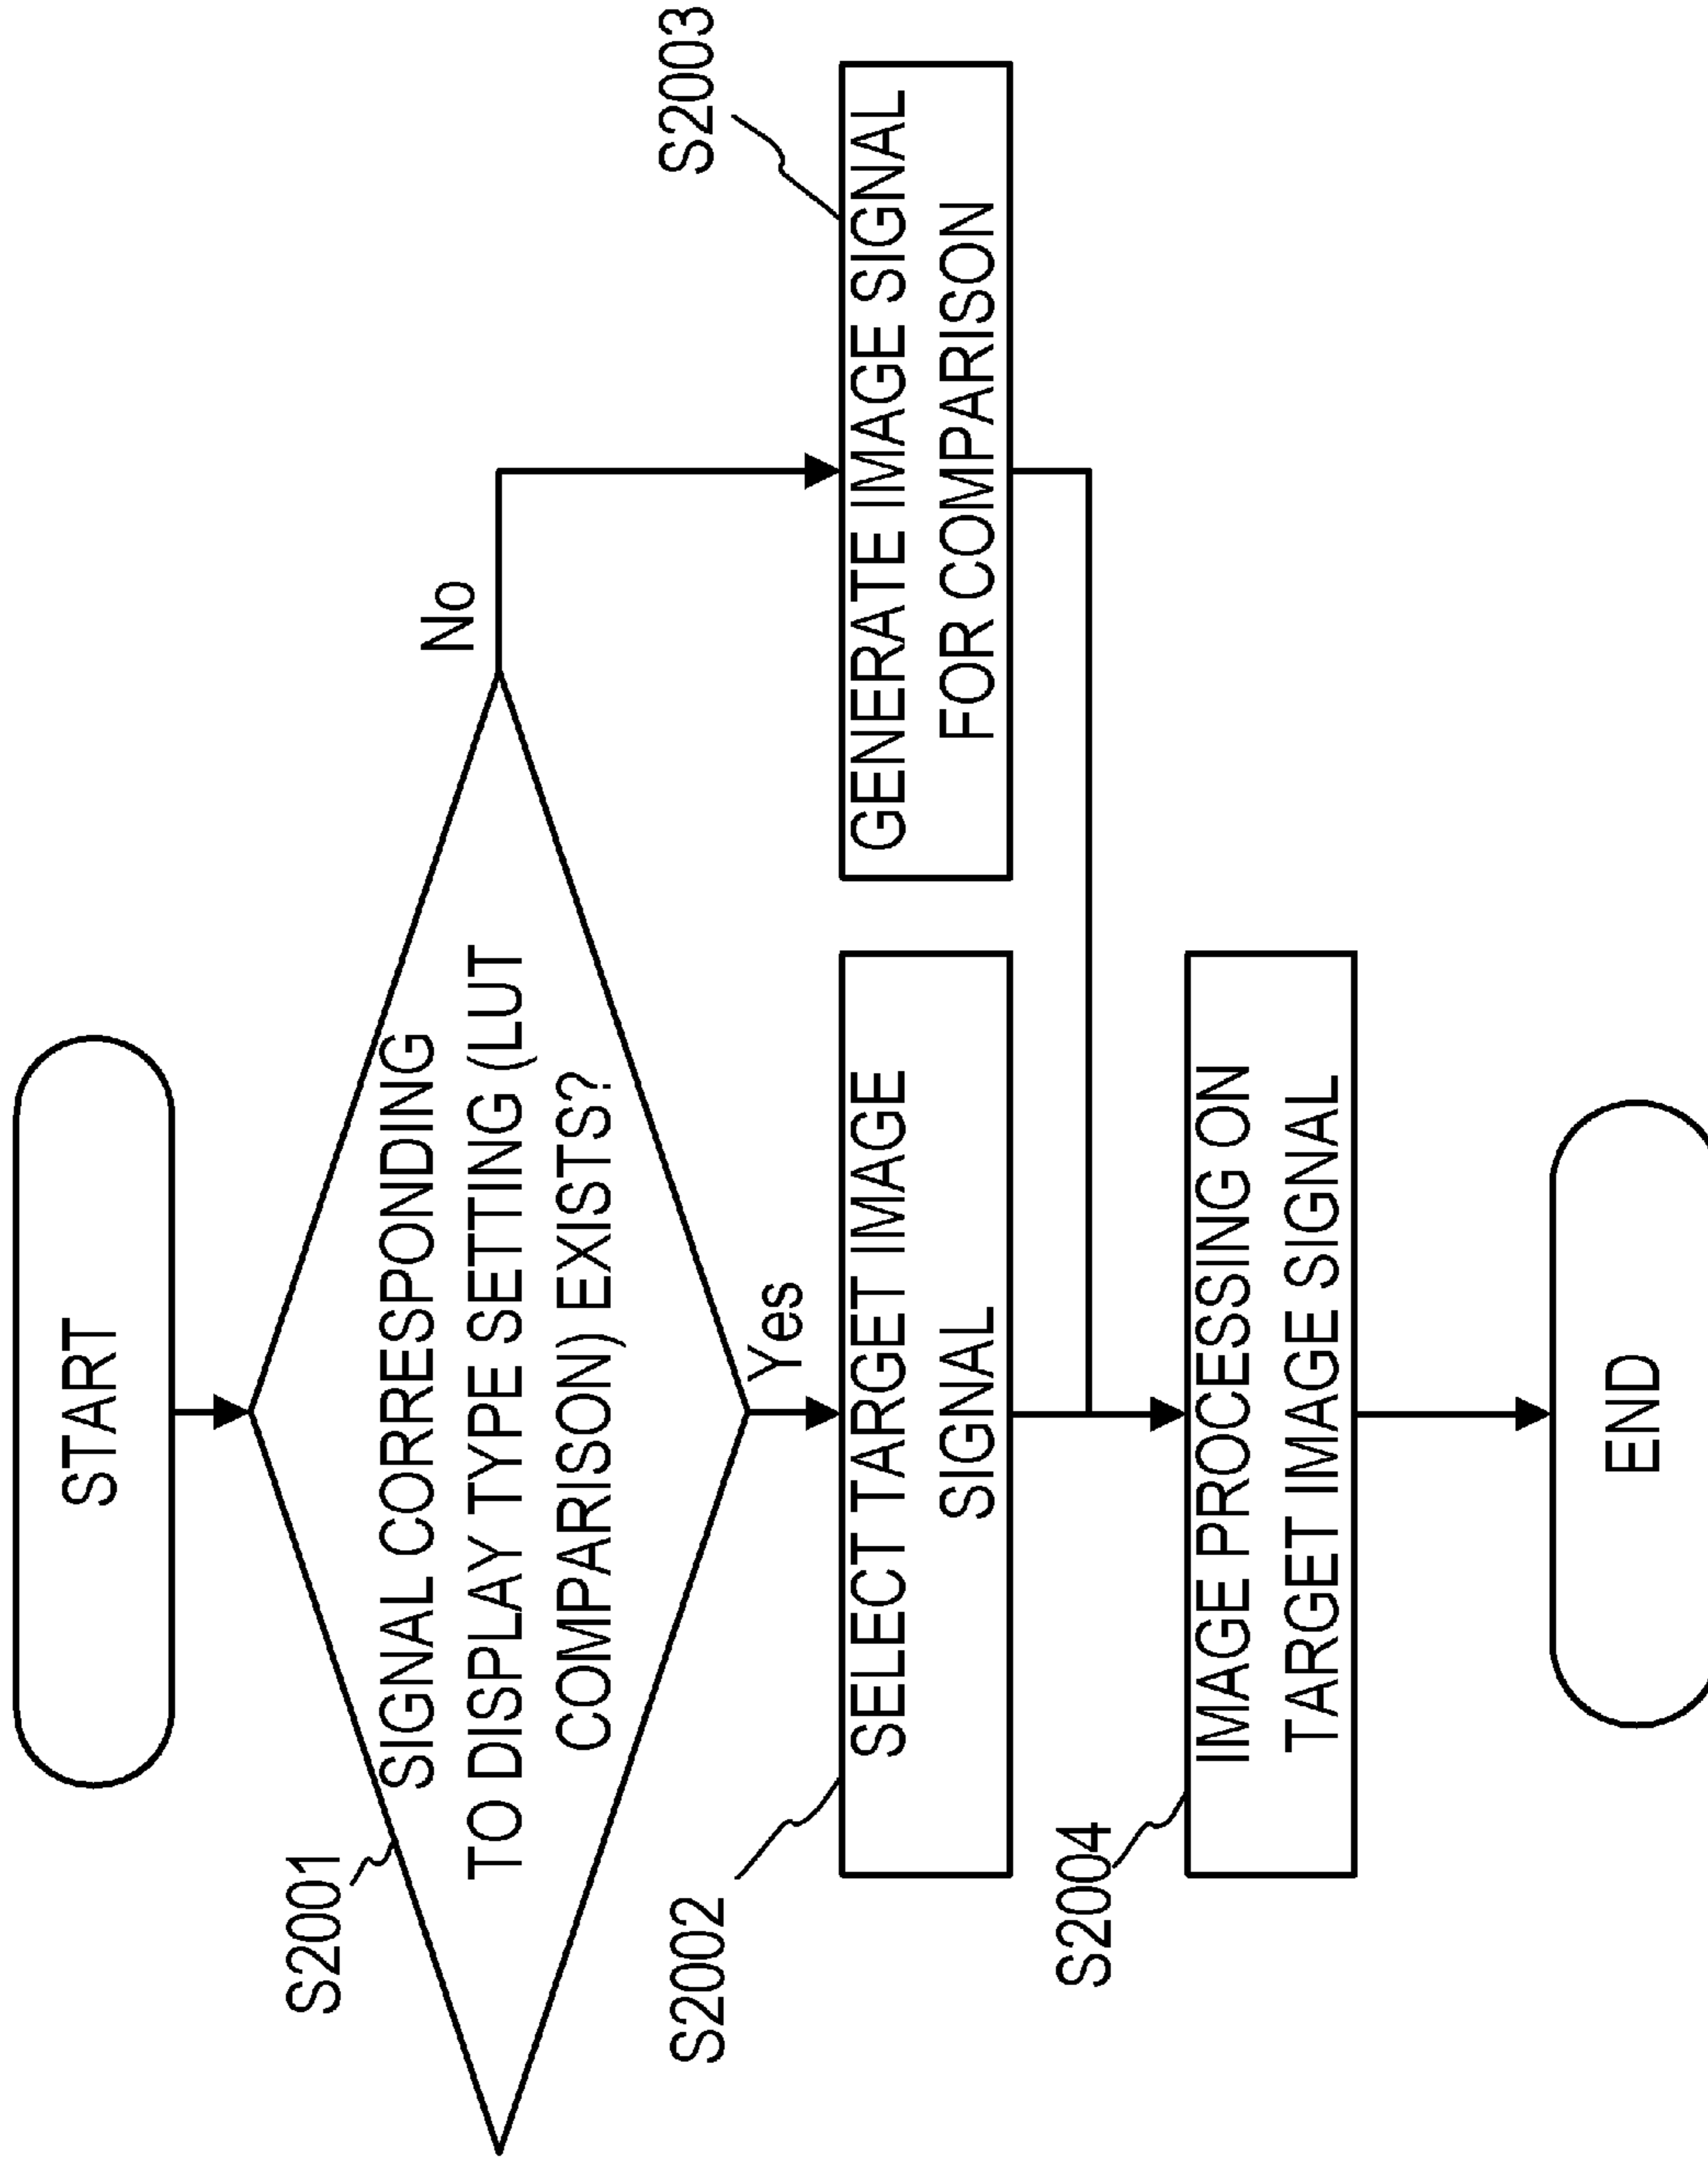 START
S2001
SIGNAL CORRESPONDING
TO DISPLAY TYPE SETTING (LUT
COMPARISON) EXISTS?
No
Yes
S2002
SELECT TARGET IMAGE
SIGNAL
S2003
GENERATE IMAGE SIGNAL
FOR COMPARISON
S2004
IMAGE PROCESSING ON
TARGET IMAGE SIGNAL
END